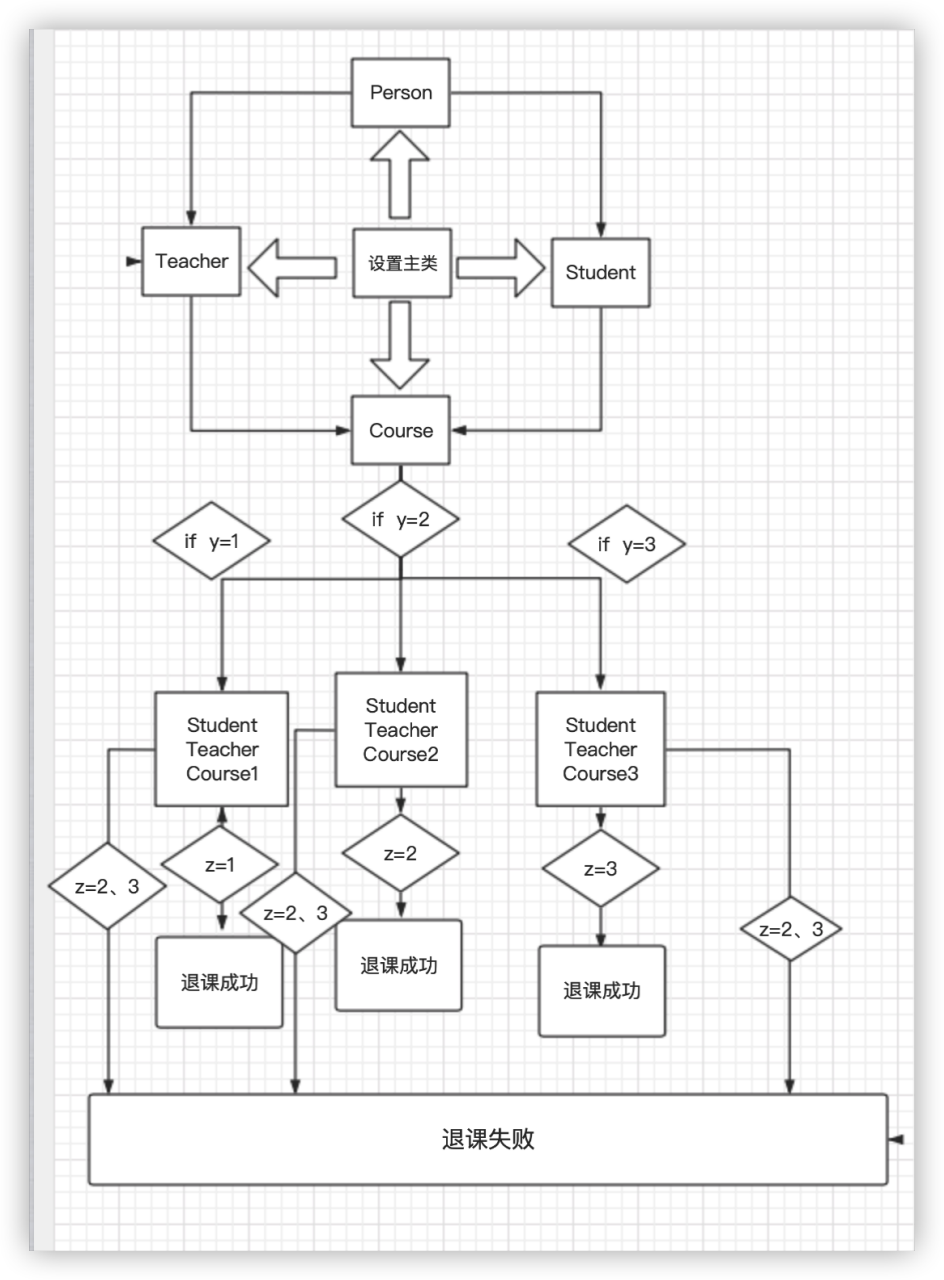 Person
Teacher
设置主类
Student
Course
if y=1
if y=2
if y=3
Student
Teacher
Course1
Student
Teacher
Course2
Student
Teacher
Course3
z=2、3
z=1
z=2、3
z=2
z=3
z=2、3
退课成功
退课成功
退课成功
退课失败